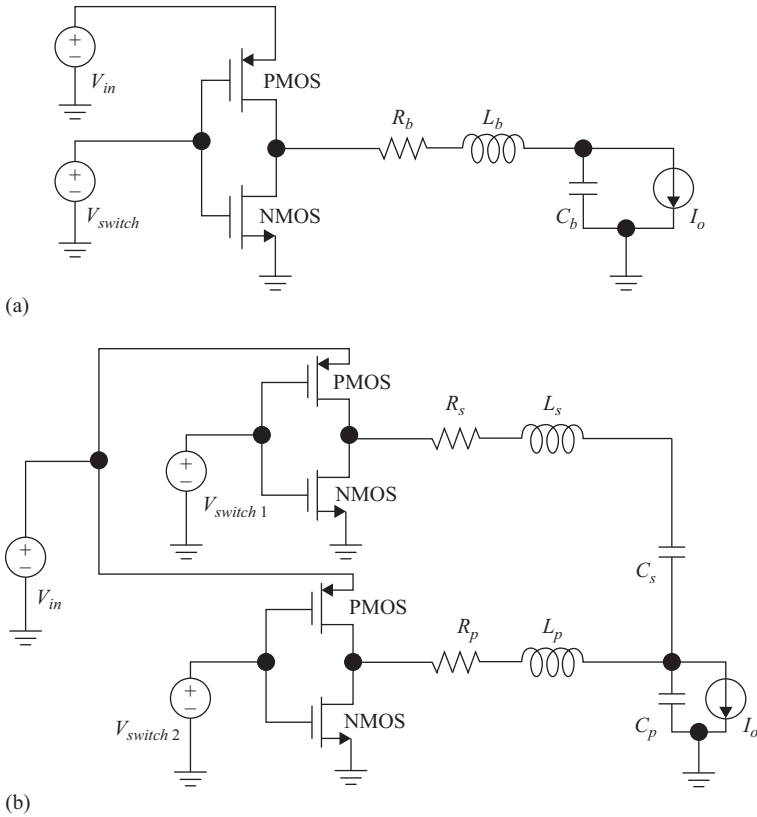 +
−
V_in
PMOS
+
−
V_switch
NMOS
R_b
L_b
C_b
I_o
(a)
PMOS
+
−
V_switch 1
NMOS
R_s
L_s
+
−
V_in
C_s
PMOS
+
−
V_switch 2
NMOS
R_p
L_p
C_p
I_o
(b)